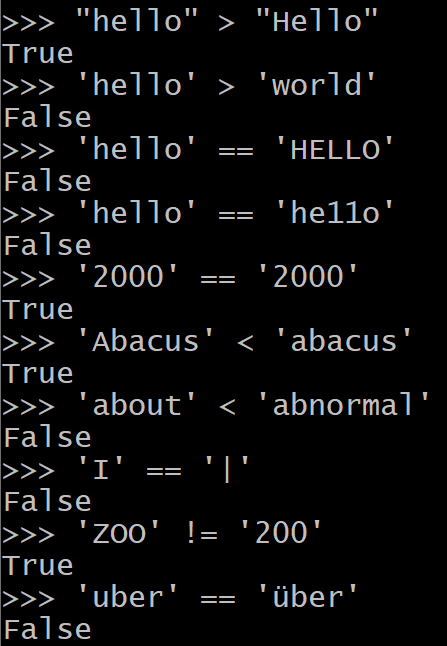 >>> "hello" > "Hello"
True
>>> 'hello' > 'world'
False
>>> 'hello' == 'HELLO'
False
>>> 'hello' == 'he11o'
False
>>> '2000' == '2000'
True
>>> 'Abacus' < 'abacus'
True
>>> 'about' < 'abnormal'
False
>>> 'I' == '|'
False
>>> 'ZOO' != '200'
True
>>> 'uber' == 'über'
False